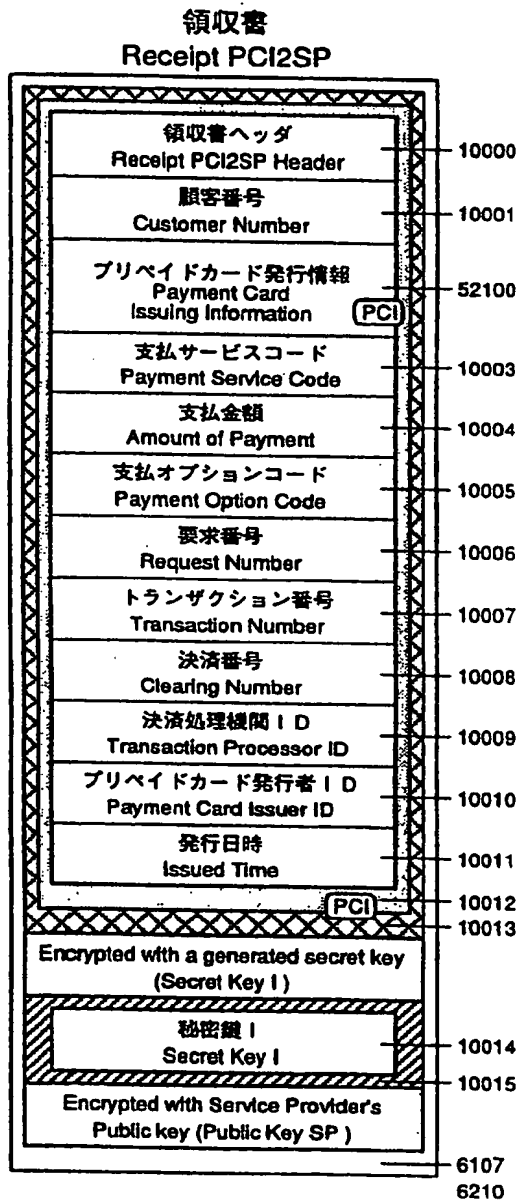 領収書
Receipt PCI2SP
領収書ヘッダ
Receipt PCI2SP Header
10000
顧客番号
Customer Number
10001
プリペイドカード発行情報
Payment Card
Issuing Information
PCI
52100
支払サービスコード
Payment Service Code
10003
支払金額
Amount of Payment
10004
支払オプションコード
Payment Option Code
10005
要求番号
Request Number
10006
トランザクション番号
Transaction Number
10007
決済番号
Clearing Number
10008
決済処理機関ID
Transaction Processor ID
10009
プリペイドカード発行者ID
Payment Card Issuer ID
10010
発行日時
Issued Time
10011
PCI
10012
10013
Encrypted with a generated secret key
(Secret Key I)
秘密鍵I
Secret Key I
10014
10015
Encrypted with Service Provider's
Public key (Public Key SP )
6107
6210